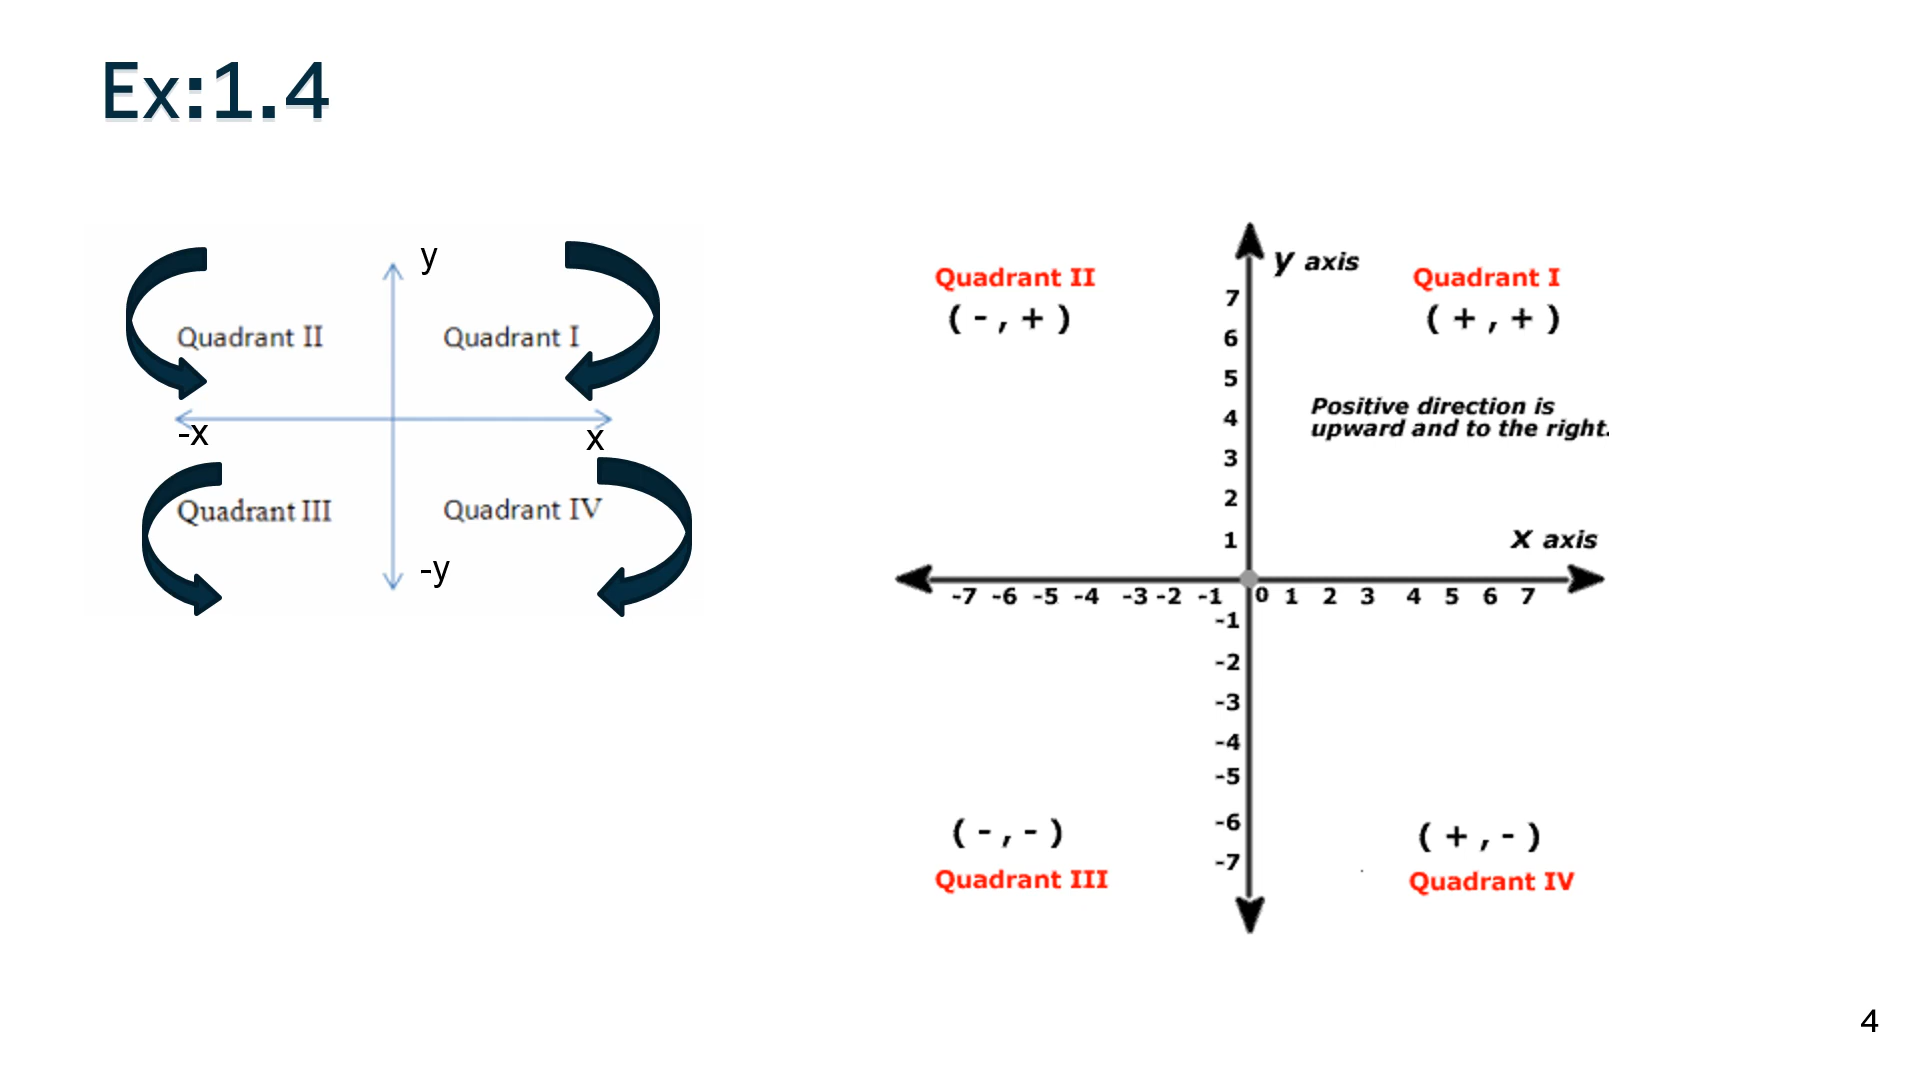 Ex:1.4
y
Quadrant II
Quadrant I
-x
x
Quadrant III
Quadrant IV
-y
y axis
Quadrant II
Quadrant I
( - , + )
( + , + )
7
6
5
4
3
2
1
Positive direction is
upward and to the right.
X axis
-7 -6 -5 -4 -3 -2 -1 0 1 2 3 4 5 6 7
-1
-2
-3
-4
-5
-6
-7
( - , - )
( + , - )
Quadrant III
Quadrant IV
4